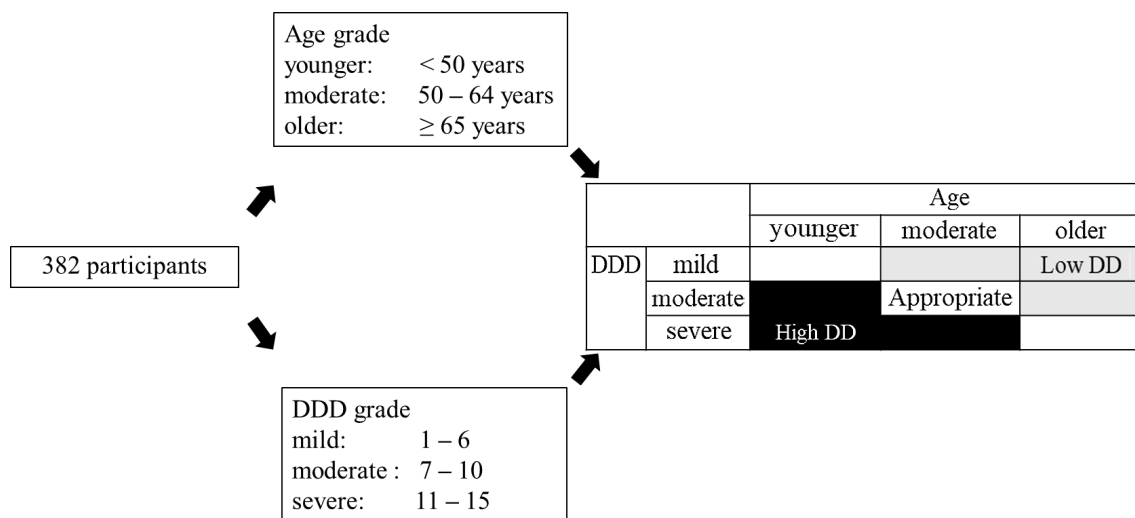 Age grade
younger: < 50 years
moderate: 50 – 64 years
older: ≥ 65 years
382 participants
DDD grade
mild: 1 – 6
moderate : 7 – 10
severe: 11 – 15
Age
younger moderate older
DDD mild Low DD
moderate Appropriate
severe High DD